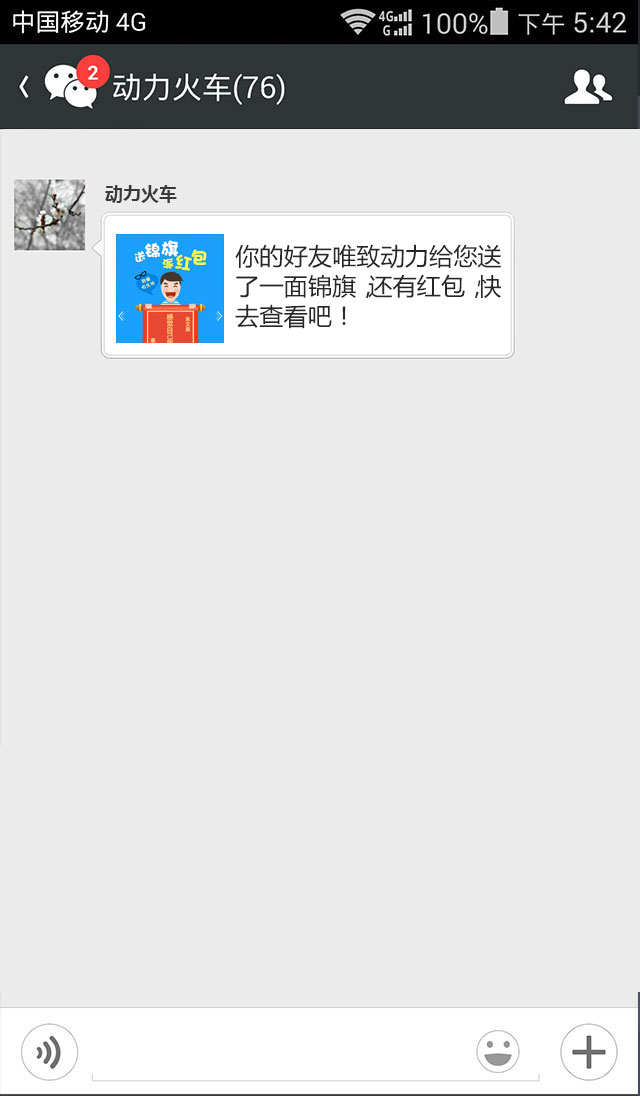 中国移动 4G
4G
G
100%
下午 5:42
2
动力火车(76)
动力火车
送锦旗
派红包
你的好友唯致动力给您送
了一面锦旗,还有红包,快
去查看吧！